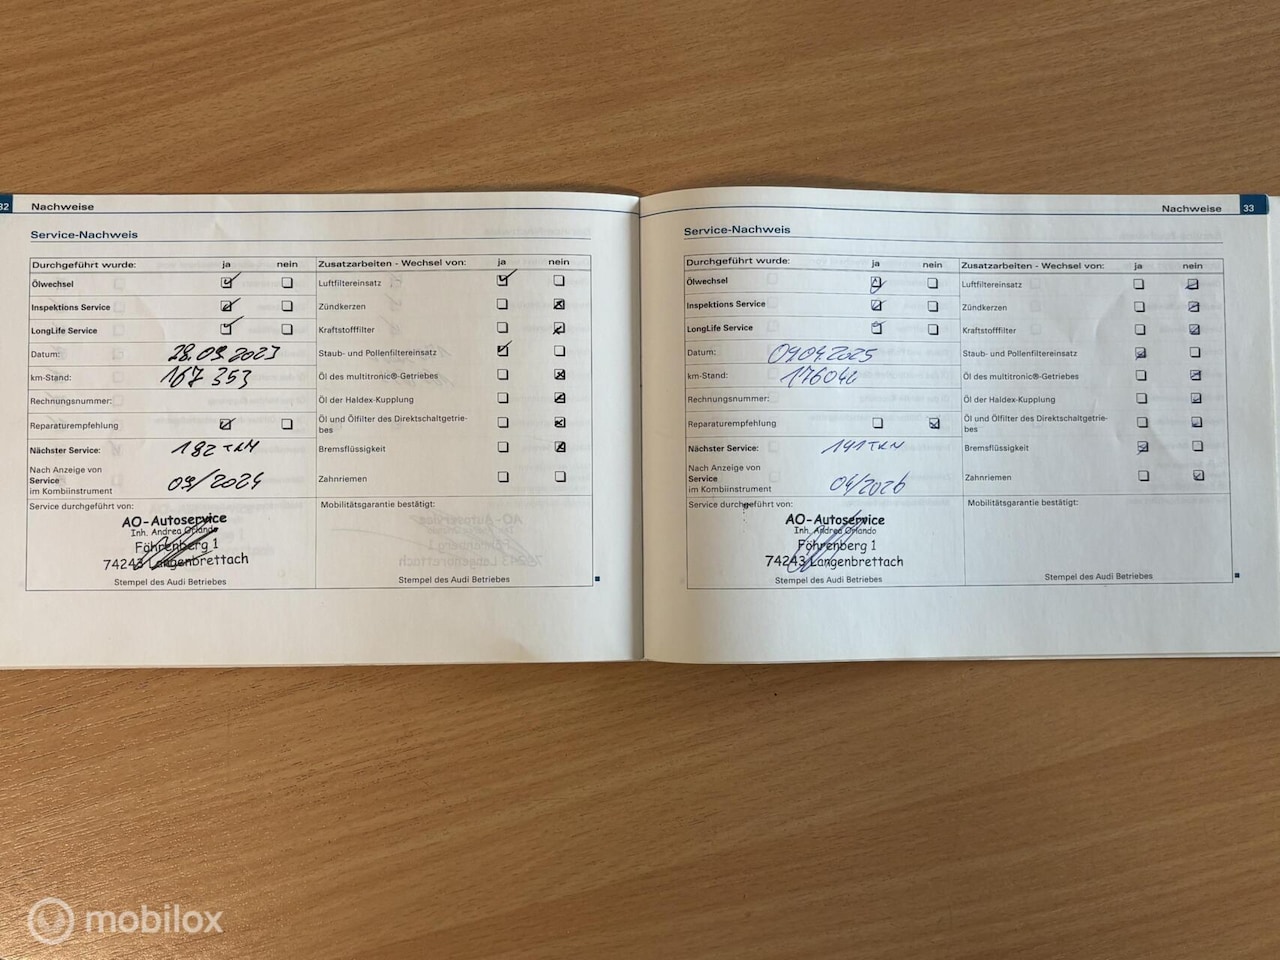 32 Nachweise
Service-Nachweis
Durchgeführt wurde: ja nein
Ölwechsel
Inspektions Service
LongLife Service
Datum: 28.09.2023
km-Stand: 167 353
Rechnungsnummer:
Reparaturempfehlung
Nächster Service: 182 TKM
Nach Anzeige von
Service
im Kombiinstrument 09/2024
Service durchgeführt von:
AO-Autoservice
Inh. Andrea Orlando
Föhrenberg 1
74243 Langenbrettach
Stempel des Audi Betriebes
Zusatzarbeiten - Wechsel von: ja nein
Luftfiltereinsatz
Zündkerzen
Kraftstofffilter
Staub- und Pollenfiltereinsatz
Öl des multitronic®-Getriebes
Öl der Haldex-Kupplung
Öl und Ölfilter des Direktschaltgetrie-
bes
Bremsflüssigkeit
Zahnriemen
Mobilitätsgarantie bestätigt:
Stempel des Audi Betriebes
Nachweise 33
Service-Nachweis
Durchgeführt wurde: ja nein
Ölwechsel
Inspektions Service
LongLife Service
Datum: 09.04.2025
km-Stand:
Rechnungsnummer:
Reparaturempfehlung
Nächster Service: 191 TKM
Nach Anzeige von
Service
im Kombiinstrument 04/2026
Service durchgeführt von:
AO-Autoservice
Inh. Andrea Orlando
Föhrenberg 1
74243 Langenbrettach
Stempel des Audi Betriebes
Zusatzarbeiten - Wechsel von: ja nein
Luftfiltereinsatz
Zündkerzen
Kraftstofffilter
Staub- und Pollenfiltereinsatz
Öl des multitronic®-Getriebes
Öl der Haldex-Kupplung
Öl und Ölfilter des Direktschaltgetrie-
bes
Bremsflüssigkeit
Zahnriemen
Mobilitätsgarantie bestätigt:
Stempel des Audi Betriebes
mobilox